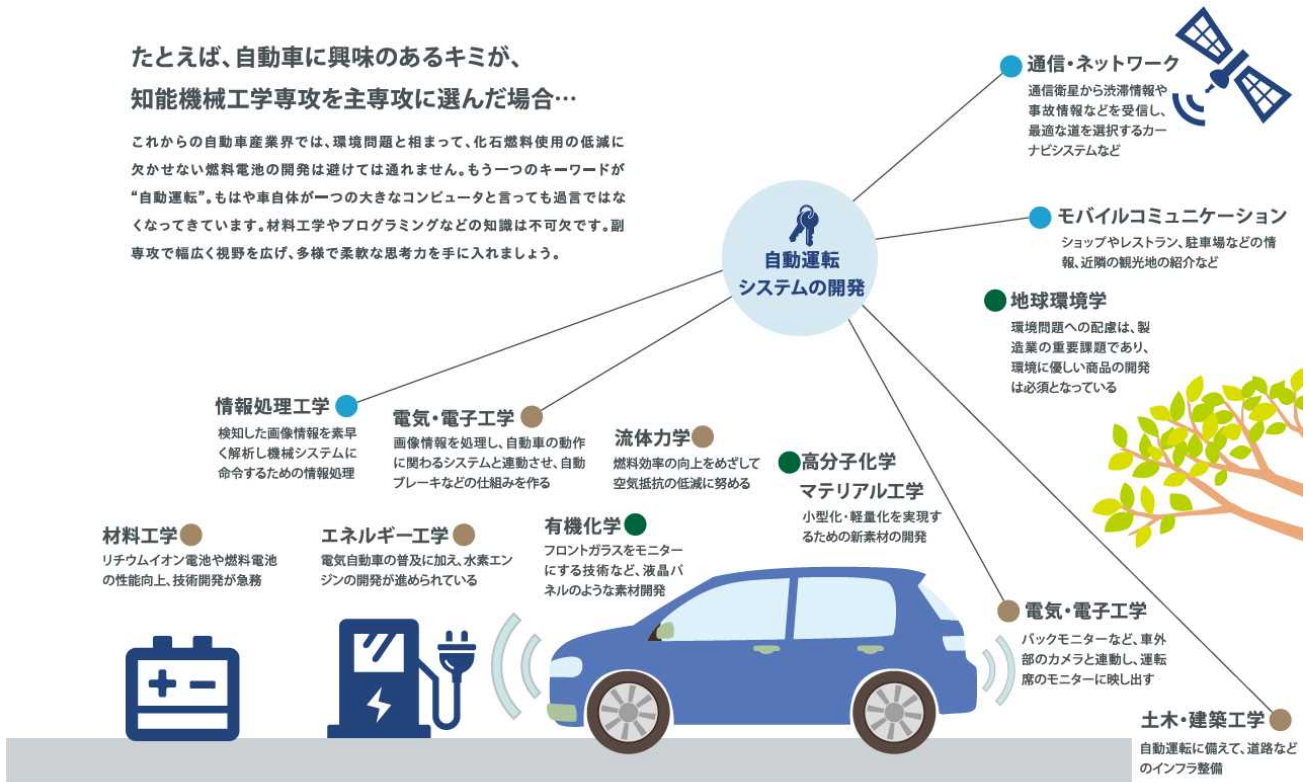 たとえば、自動車に興味のあるキミが、
知能機械工学専攻を主専攻に選んだ場合…
これからの自動車産業界では、環境問題と相まって、化石燃料使用の低減に
欠かせない燃料電池の開発は避けては通れません。もう一つのキーワードが
“自動運転”。もはや車自体が一つの大きなコンピュータと言っても過言ではな
くなってきています。材料工学やプログラミングなどの知識は不可欠です。副
専攻で幅広く視野を広げ、多様で柔軟な思考力を手に入れましょう。
自動運転
システムの開発
通信・ネットワーク
通信衛星から渋滞情報や
事故情報などを受信し、
最適な道を選択するカー
ナビシステムなど
モバイルコミュニケーション
ショップやレストラン、駐車場などの情
報、近隣の観光地の紹介など
地球環境学
環境問題への配慮は、製
造業の重要課題であり、
環境に優しい商品の開発
は必須となっている
情報処理工学
検知した画像情報を素早
く解析し機械システムに
命令するための情報処理
電気・電子工学
画像情報を処理し、自動車の動作
に関わるシステムと連動させ、自動
ブレーキなどの仕組みを作る
流体力学
燃料効率の向上をめざして
空気抵抗の低減に努める
高分子化学
マテリアル工学
小型化・軽量化を実現す
るための新素材の開発
材料工学
リチウムイオン電池や燃料電池
の性能向上、技術開発が急務
エネルギー工学
電気自動車の普及に加え、水素エン
ジンの開発が進められている
有機化学
フロントガラスをモニター
にする技術など、液晶パ
ネルのような素材開発
電気・電子工学
バックモニターなど、車外
部のカメラと連動し、運転
席のモニターに映し出す
土木・建築工学
自動運転に備えて、道路など
のインフラ整備